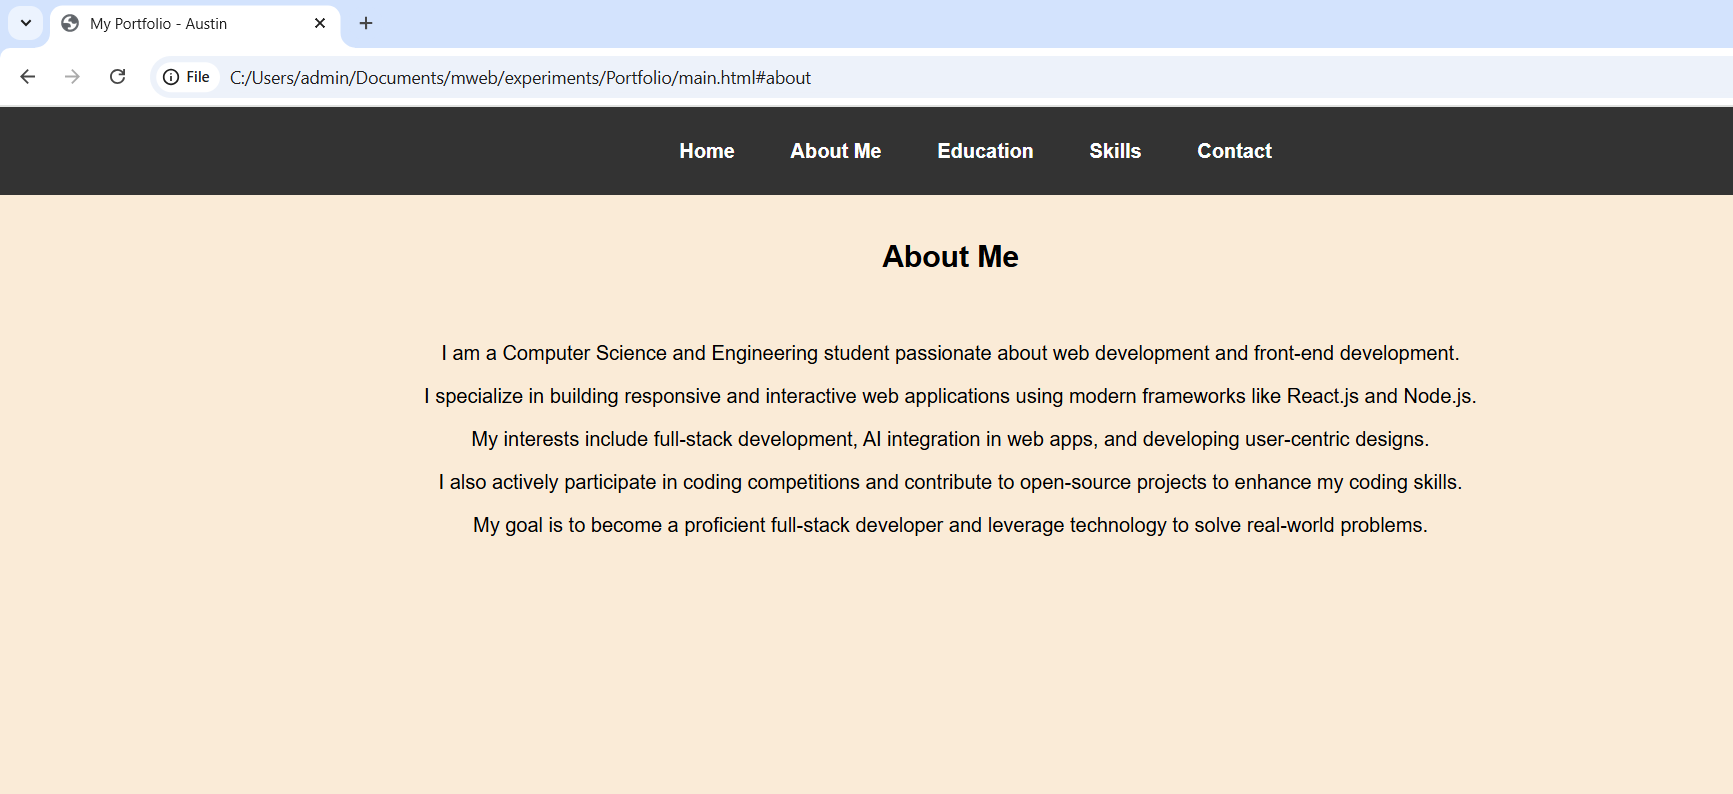 My Portfolio - Austin
File C:/Users/admin/Documents/mweb/experiments/Portfolio/main.html#about
Home About Me Education Skills Contact
About Me
I am a Computer Science and Engineering student passionate about web development and front-end development.
I specialize in building responsive and interactive web applications using modern frameworks like React.js and Node.js.
My interests include full-stack development, AI integration in web apps, and developing user-centric designs.
I also actively participate in coding competitions and contribute to open-source projects to enhance my coding skills.
My goal is to become a proficient full-stack developer and leverage technology to solve real-world problems.